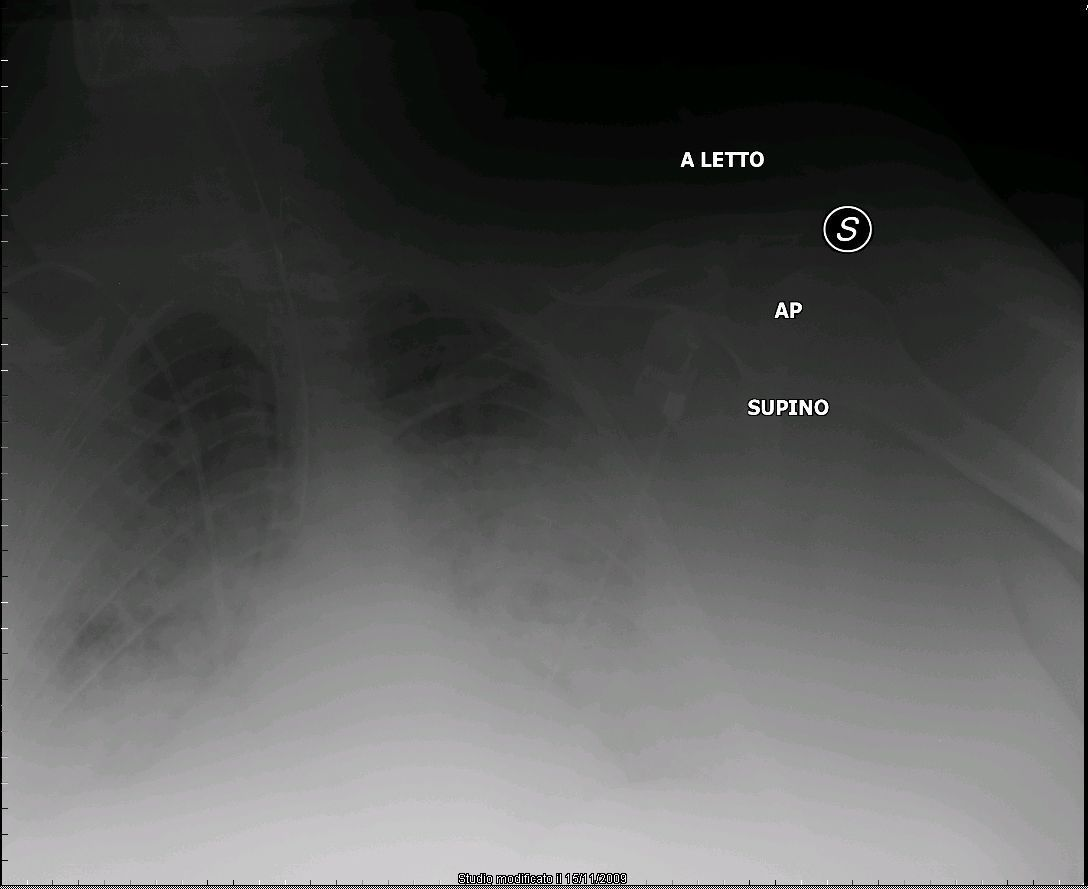 A LETTO
S
AP
SUPINO
Studio modificato il 15/11/2009